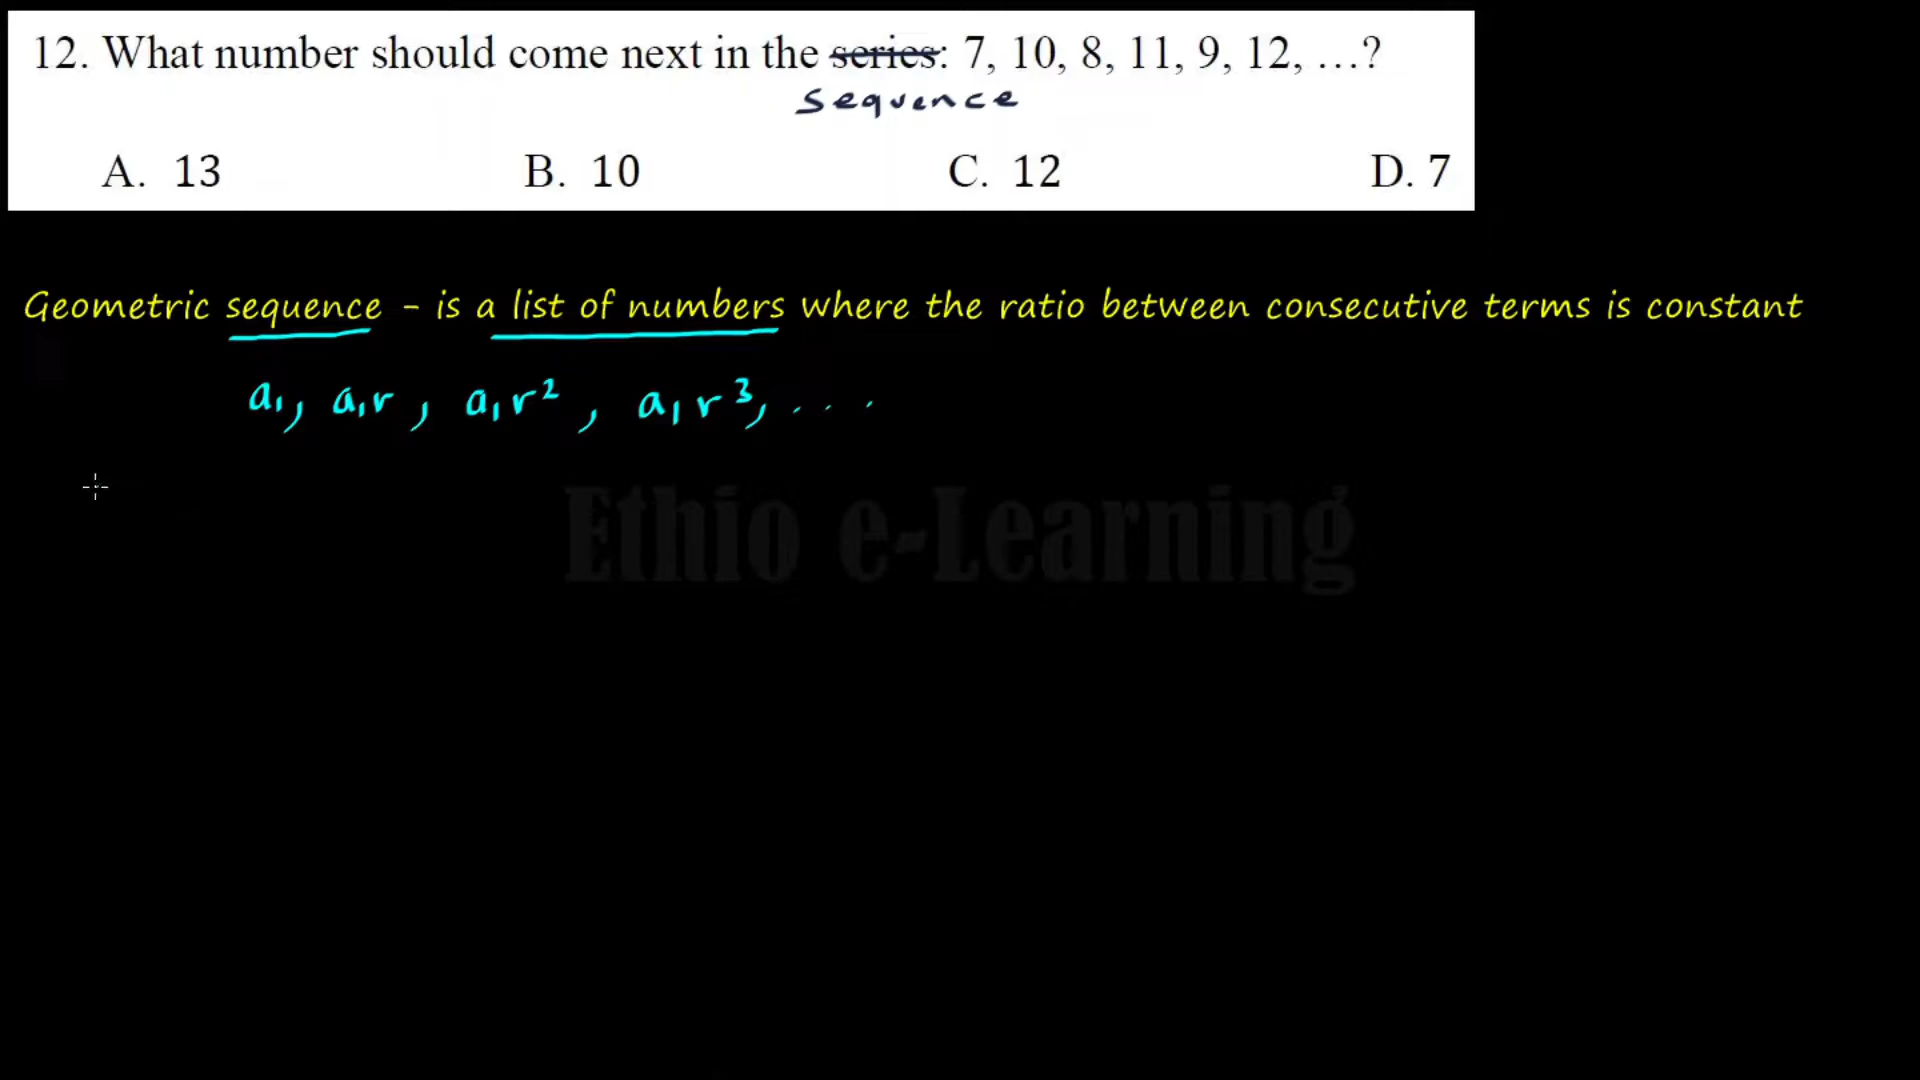 12. What number should come next in the series: 7, 10, 8, 11, 9, 12, …?
sequence
A. 13 B. 10 C. 12 D. 7
Geometric sequence - is a list of numbers where the ratio between consecutive terms is constant
a₁, a₁r, a₁r², a₁r³, ....
Ethio e-Learning